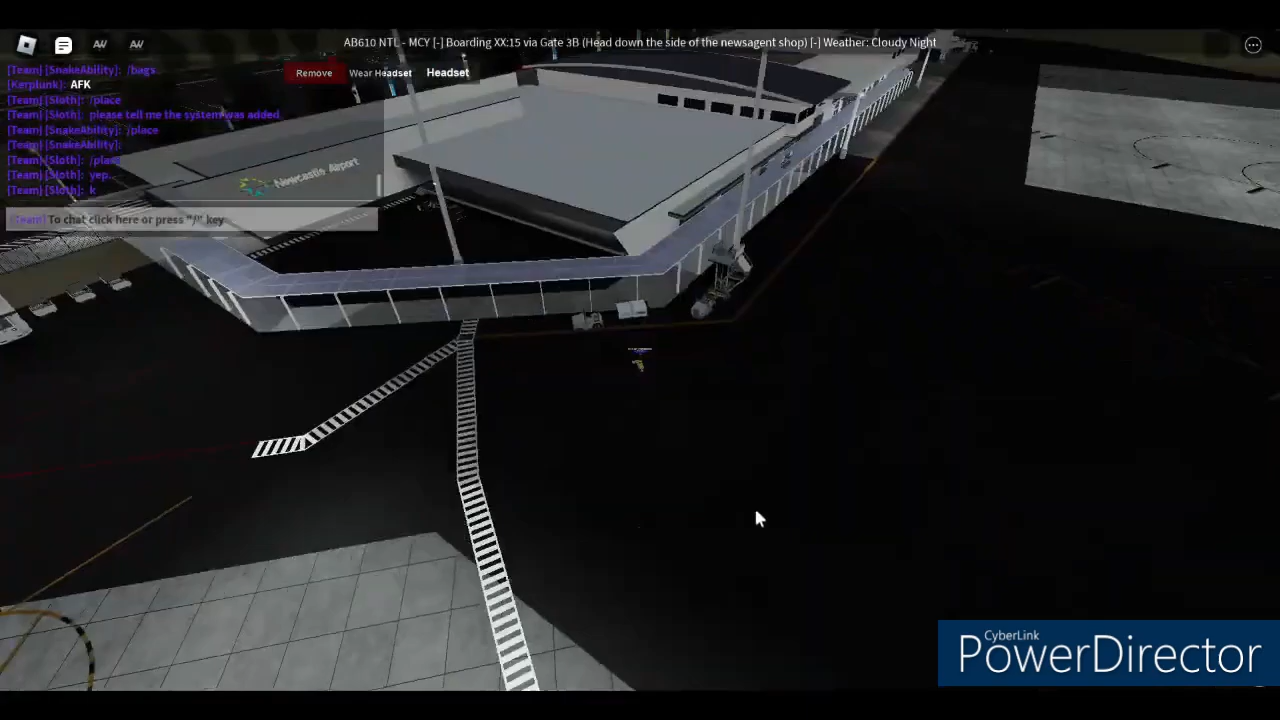 AB610 NTL - MCY [-] Boarding XX:15 via Gate 3B (Head down the side of the newsagent shop) [-] Weather: Cloudy Night
Remove Wear Headset Headset
[Team] [SnakeAbility]: /bags
[Kerplunk]: AFK
[Team] [Sloth]: /place
[Team] [Sloth]: please tell me the system was added
[Team] [SnakeAbility]: /place
[Team] [SnakeAbility]:
[Team] [Sloth]: /place
[Team] [Sloth]: yep..
[Team] [Sloth]: k
[Team] To chat click here or press "/" key
Newcastle Airport
CyberLink
PowerDirector